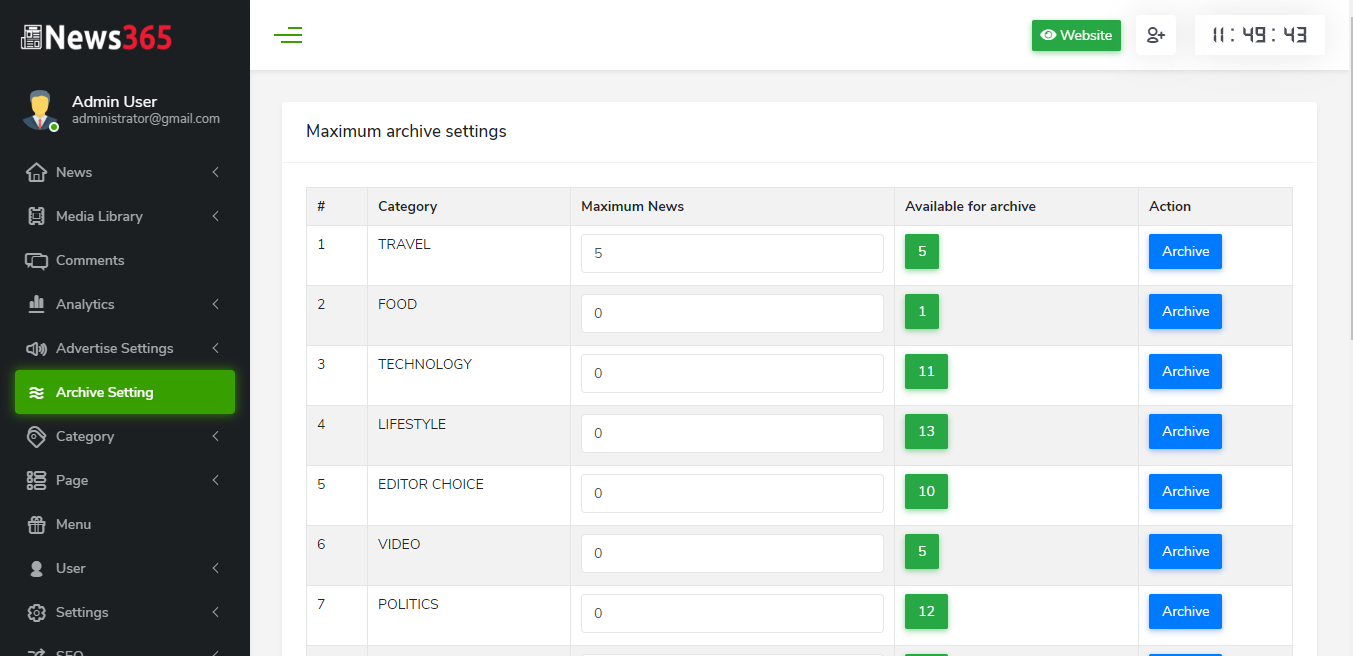 News365
Website
11:49:43
Admin User
administrator@gmail.com
News
Media Library
Comments
Analytics
Advertise Settings
Archive Setting
Category
Page
Menu
User
Settings
SEO
Maximum archive settings
# Category Maximum News Available for archive Action
1 TRAVEL 5 5 Archive
2 FOOD 0 1 Archive
3 TECHNOLOGY 0 11 Archive
4 LIFESTYLE 0 13 Archive
5 EDITOR CHOICE 0 10 Archive
6 VIDEO 0 5 Archive
7 POLITICS 0 12 Archive